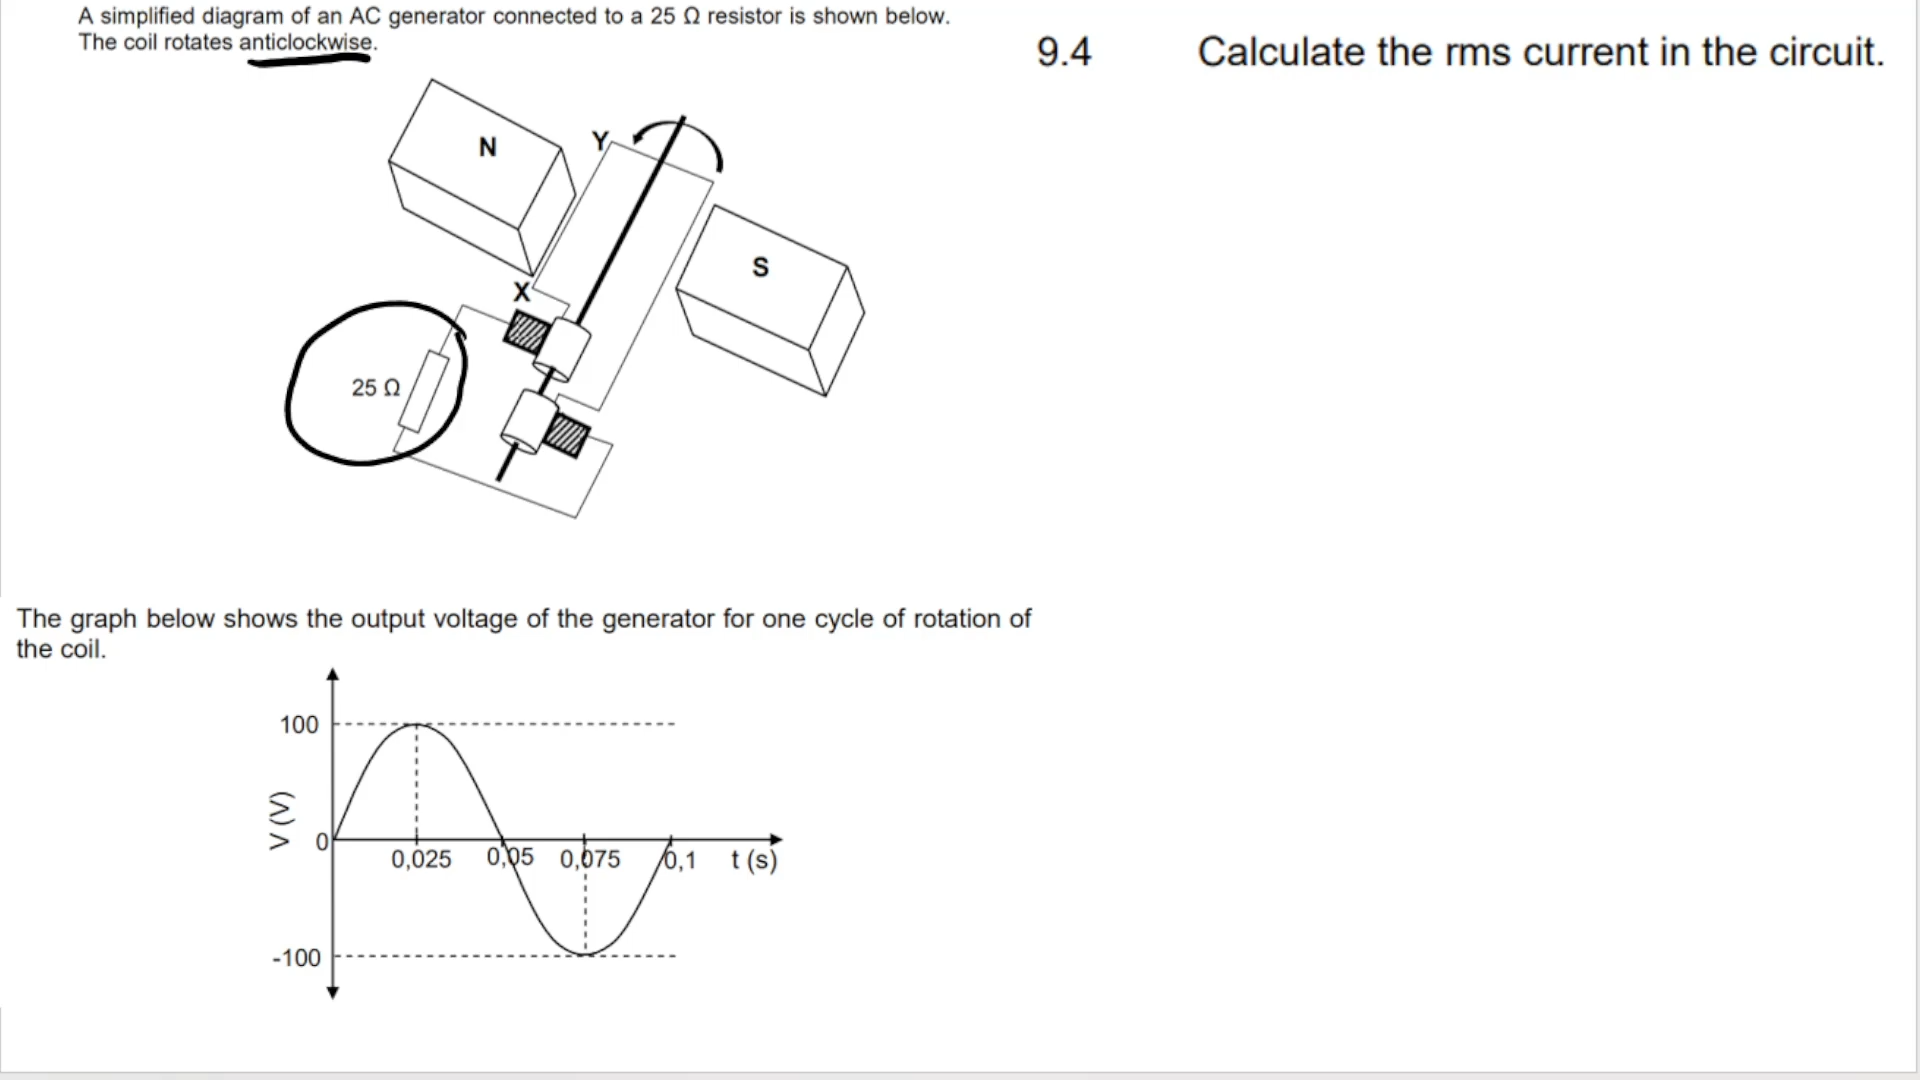 A simplified diagram of an AC generator connected to a 25 Ω resistor is shown below.
The coil rotates anticlockwise.
9.4 Calculate the rms current in the circuit.
N
Y
S
X
25 Ω
The graph below shows the output voltage of the generator for one cycle of rotation of
the coil.
100
V (V)
0
0,025 0,05 0,075 0,1 t (s)
-100